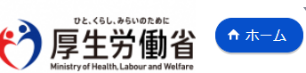 ひと、くらし、みらいのために
厚生労働省
Ministry of Health, Labour and Welfare
ホーム